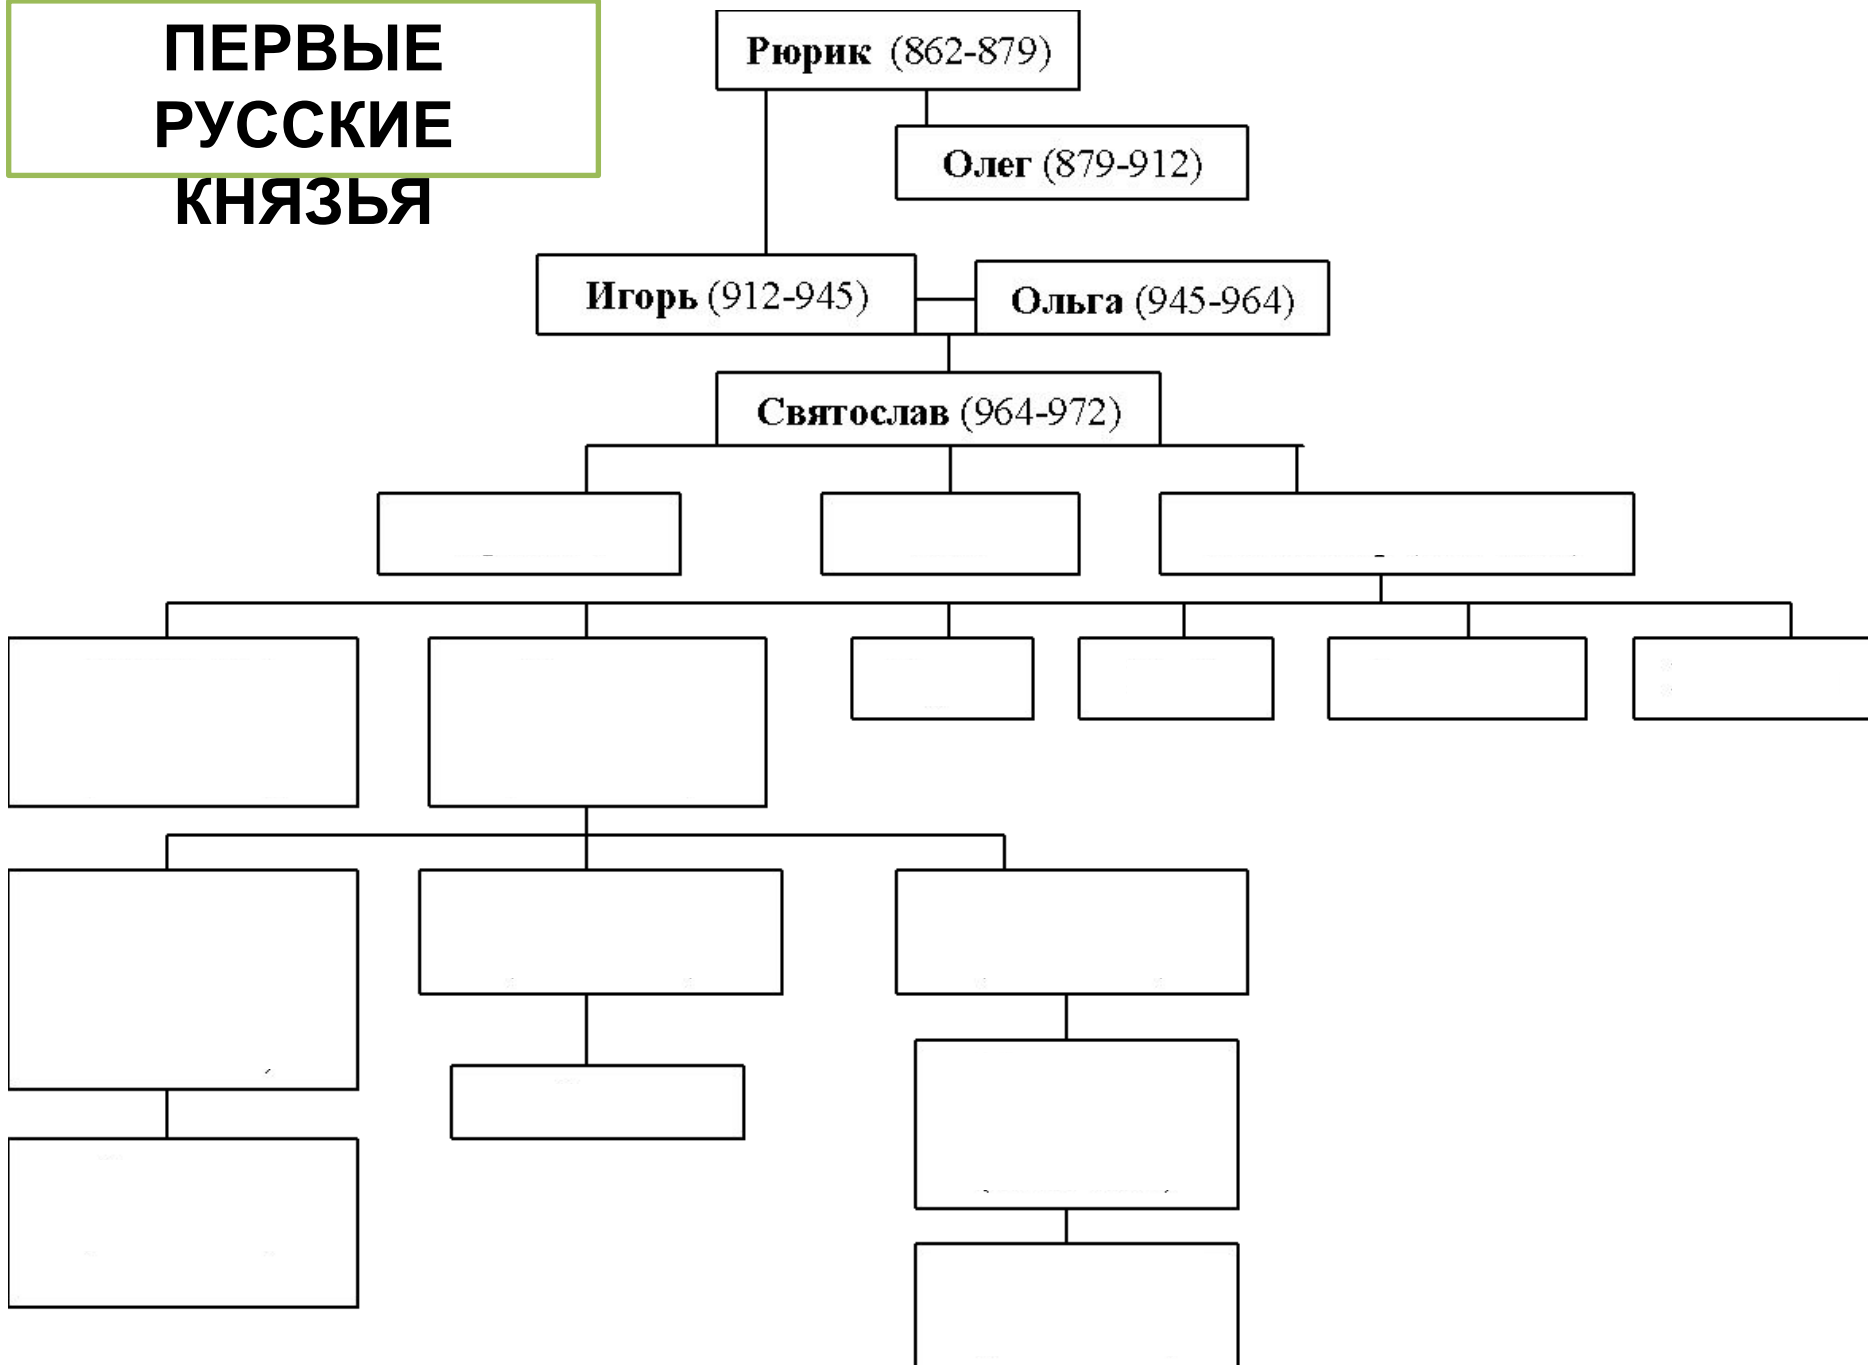 ПЕРВЫЕ
РУССКИЕ
КНЯЗЬЯ
Рюрик (862-879)
Олег (879-912)
Игорь (912-945)
Ольга (945-964)
Святослав (964-972)